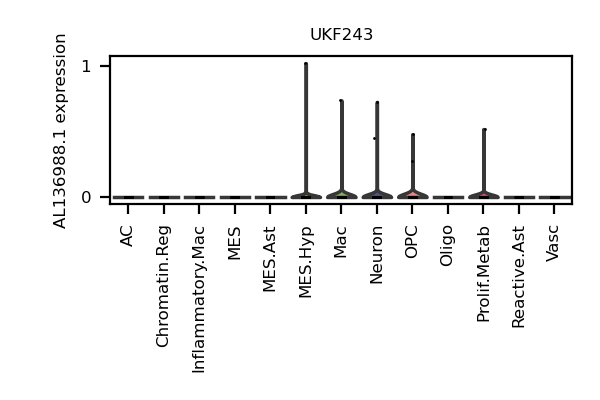 UKF243
AL136988.1 expression
1
0
AC
Chromatin.Reg
Inflammatory.Mac
MES
MES.Ast
MES.Hyp
Mac
Neuron
OPC
Oligo
Prolif.Metab
Reactive.Ast
Vasc